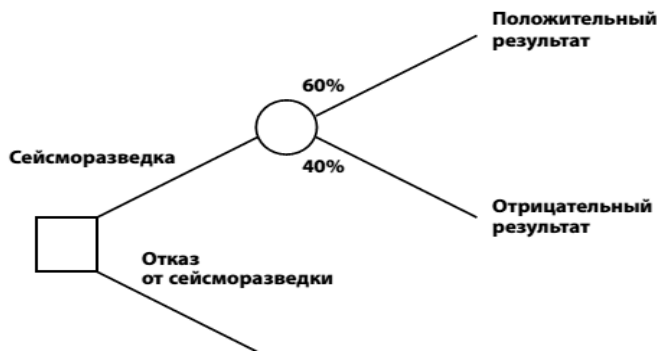 Положительный
результат
60%
Сейсморазведка
40%
Отрицательный
результат
Отказ
от сейсморазведки